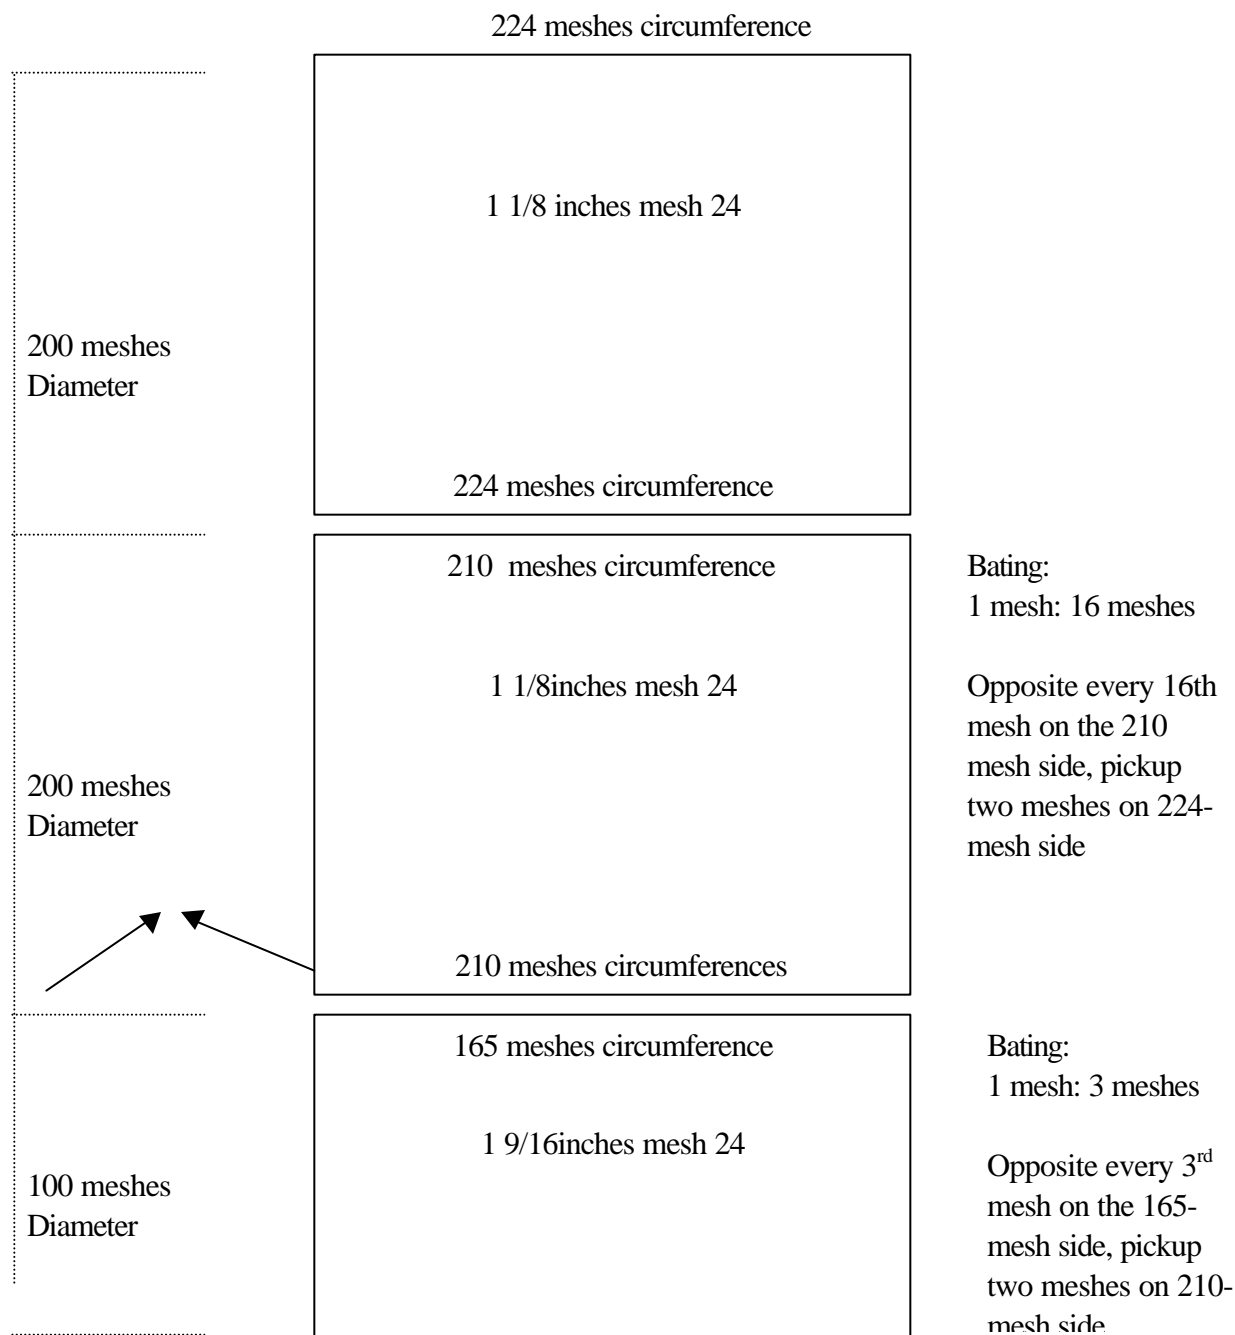 224 meshes circumference
1 1/8 inches mesh 24
200 meshes
Diameter
224 meshes circumference
210 meshes circumference
Bating:
1 mesh: 16 meshes
1 1/8inches mesh 24
Opposite every 16th
mesh on the 210
mesh side, pickup
two meshes on 224-
mesh side
200 meshes
Diameter
210 meshes circumferences
165 meshes circumference
Bating:
1 mesh: 3 meshes
1 9/16inches mesh 24
Opposite every 3rd
mesh on the 165-
mesh side, pickup
two meshes on 210-
mesh side
100 meshes
Diameter